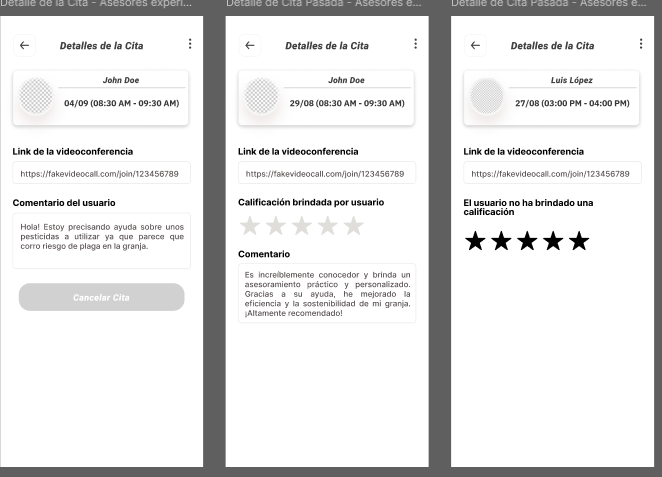 Detalle de Cita - Asesores experi...
Detalles de la Cita
John Doe
04/09 (08:30 AM - 09:30 AM)
Link de la videoconferencia
https://fakevideocall.com/join/123456789
Comentario del usuario
Hola! Estoy precisando ayuda sobre unos
pesticidas a utilizar ya que parece que
corro riesgo de plaga en la granja.
Cancelar Cita
Detalle de Cita Pasada - Asesores e...
Detalles de la Cita
John Doe
29/08 (08:30 AM - 09:30 AM)
Link de la videoconferencia
https://fakevideocall.com/join/123456789
Calificación brindada por usuario
Comentario
Es increíblemente conocedor y brinda un
asesoramiento práctico y personalizado.
Gracias a su ayuda, he mejorado la
eficiencia y la sostenibilidad de mi granja.
¡Altamente recomendado!
Detalle de Cita Pasada - Asesores e...
Detalles de la Cita
Luis López
27/08 (03:00 PM - 04:00 PM)
Link de la videoconferencia
https://fakevideocall.com/join/123456789
El usuario no ha brindado una
calificación